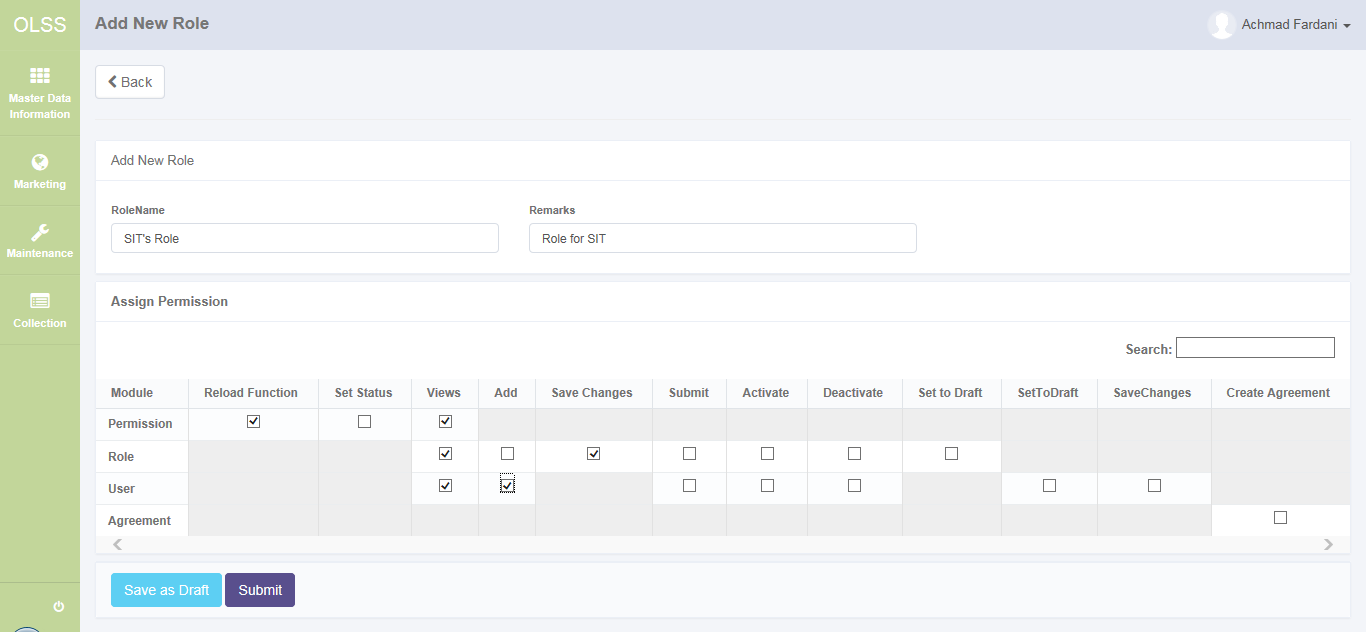 OLSS
Add New Role
Achmad Fardani
Master Data
Information
Marketing
Maintenance
Collection
Back
Add New Role
RoleName
Remarks
SIT's Role
Role for SIT
Assign Permission
Search:
Module Reload Function Set Status Views Add Save Changes Submit Activate Deactivate Set to Draft SetToDraft SaveChanges Create Agreement
Permission
Role
User
Agreement
Save as Draft
Submit